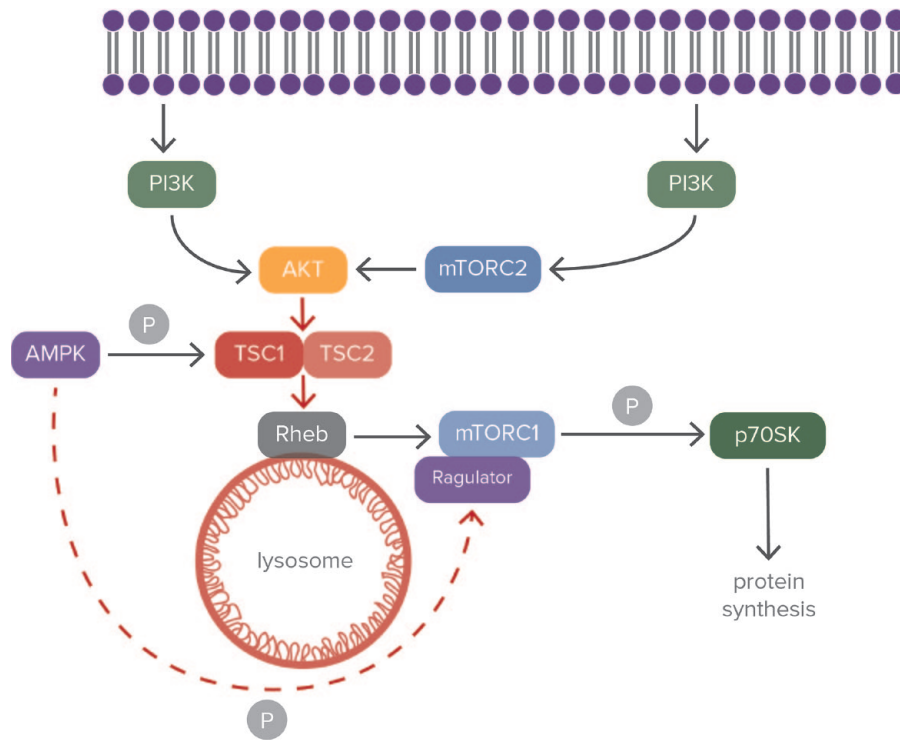 PI3K
PI3K
AKT
mTORC2
P
AMPK
TSC1
TSC2
P
Rheb
mTORC1
p70SK
Ragulator
lysosome
protein
synthesis
P